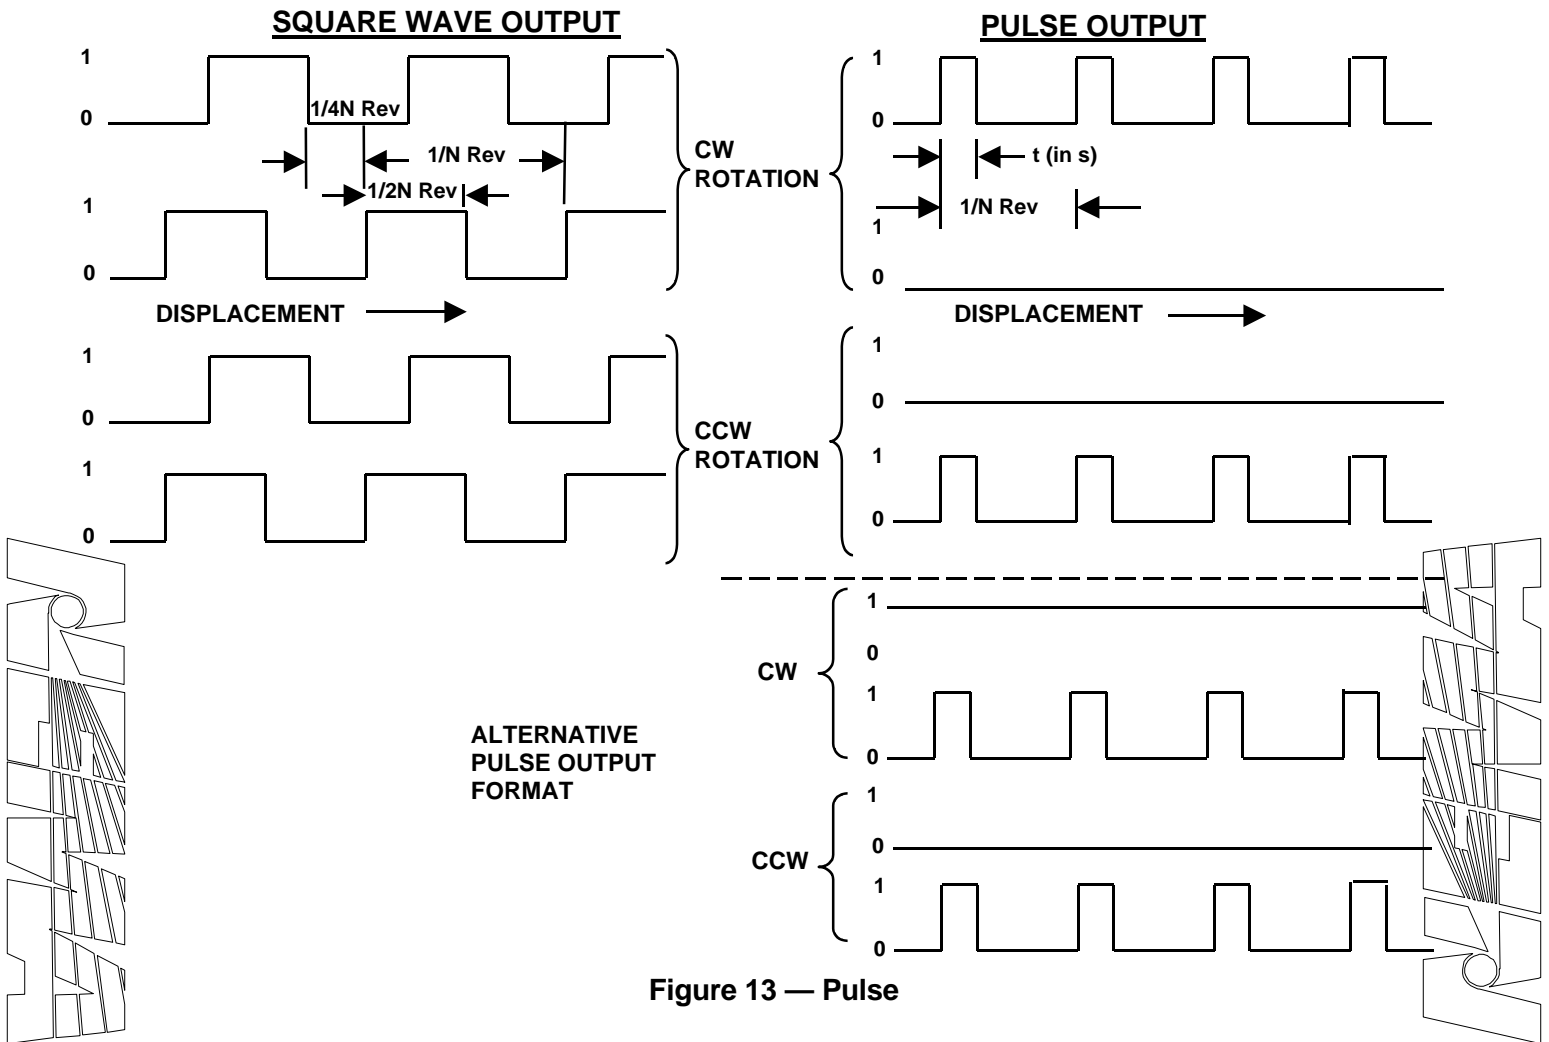 SQUARE WAVE OUTPUT
1
0
1/4N Rev
1/N Rev
1/2N Rev
1
0
DISPLACEMENT
1
0
1
0
CW
ROTATION
CCW
ROTATION
PULSE OUTPUT
1
0
t (in s)
1/N Rev
1
0
DISPLACEMENT
1
0
1
0
ALTERNATIVE
PULSE OUTPUT
FORMAT
CW
1
0
1
0
CCW
1
0
1
0
Figure 13 — Pulse